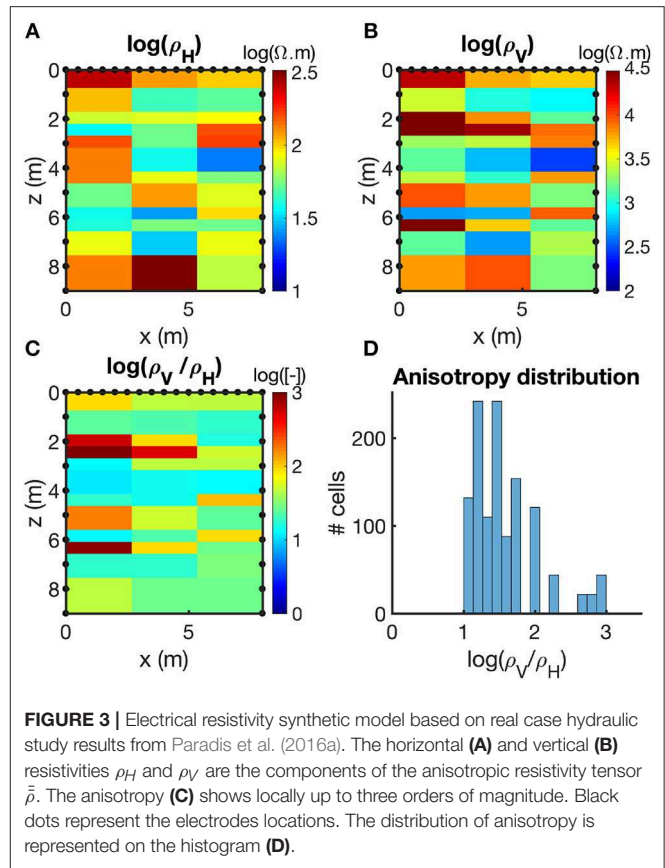 A
log(ρ_H)
log(Ω.m)
0
2
4
6
8
z (m)
0
5
x (m)
2.5
2
1.5
1
B
log(ρ_V)
log(Ω.m)
0
2
4
6
8
z (m)
0
5
x (m)
4.5
4
3.5
3
2.5
2
C
log(ρ_V /ρ_H)
log([-])
0
2
4
6
8
z (m)
0
5
x (m)
3
2
1
0
D
Anisotropy distribution
# cells
200
100
0
0
1
2
3
log(ρ_V/ρ_H)
FIGURE 3 | Electrical resistivity synthetic model based on real case hydraulic
study results from Paradis et al. (2016a). The horizontal (A) and vertical (B)
resistivities ρH and ρV are the components of the anisotropic resistivity tensor
ρ̿. The anisotropy (C) shows locally up to three orders of magnitude. Black
dots represent the electrodes locations. The distribution of anisotropy is
represented on the histogram (D).